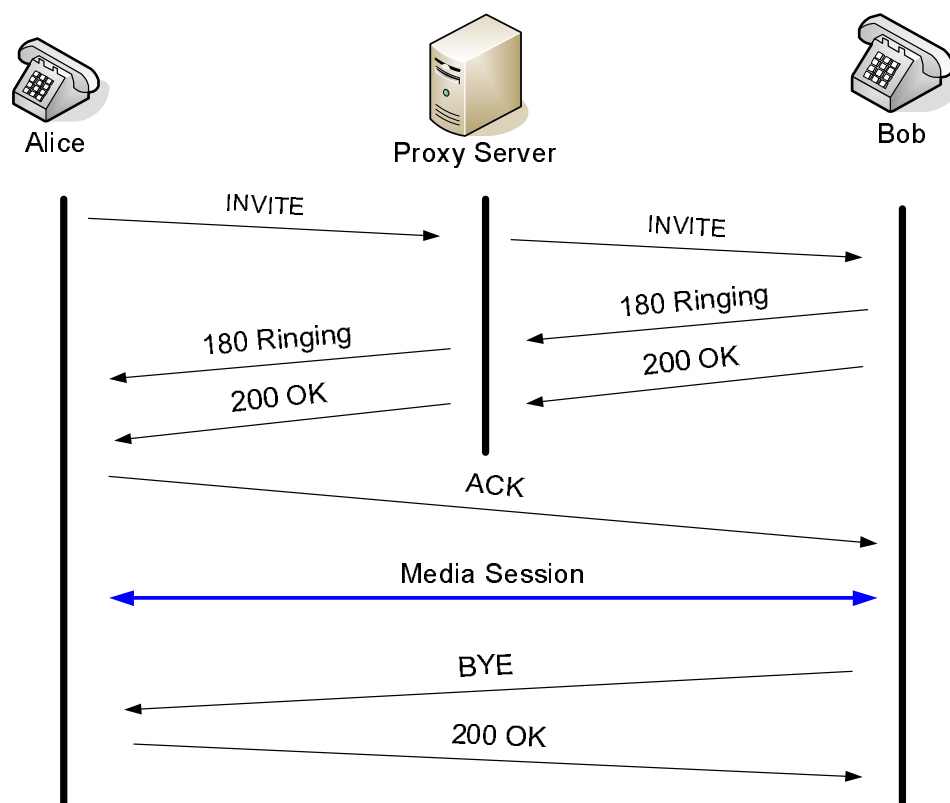 Alice
Proxy Server
Bob
INVITE
INVITE
180 Ringing
180 Ringing
200 OK
200 OK
ACK
Media Session
BYE
200 OK